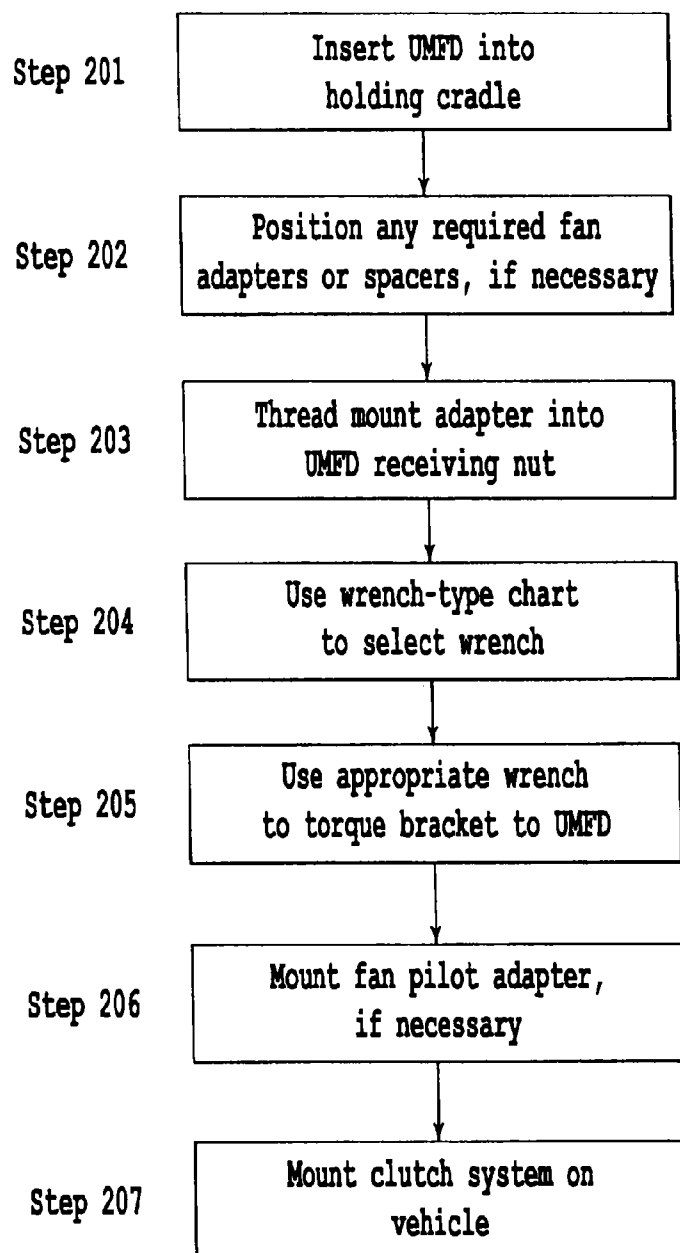 Step 201
Insert UMFD into
holding cradle
Step 202
Position any required fan
adapters or spacers, if necessary
Step 203
Thread mount adapter into
UMFD receiving nut
Step 204
Use wrench-type chart
to select wrench
Step 205
Use appropriate wrench
to torque bracket to UMFD
Step 206
Mount fan pilot adapter,
if necessary
Step 207
Mount clutch system on
vehicle